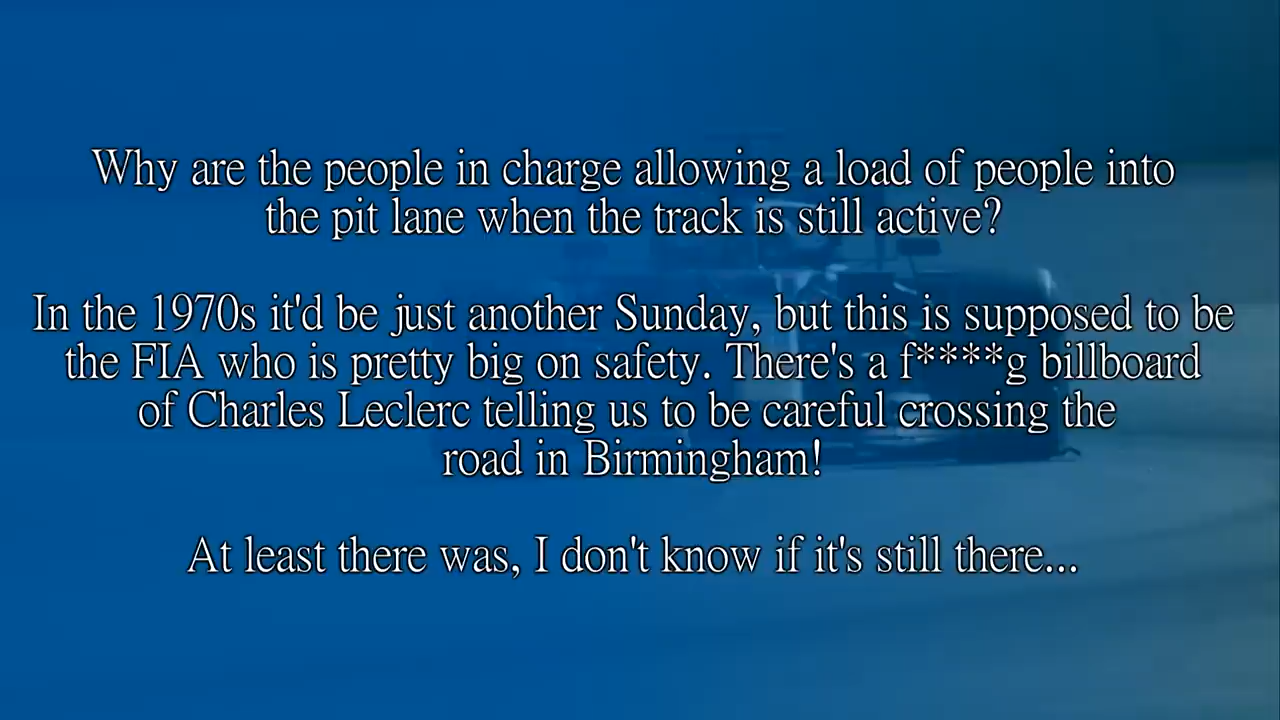 Why are the people in charge allowing a load of people into
the pit lane when the track is still active?
In the 1970s it'd be just another Sunday, but this is supposed to be
the FIA who is pretty big on safety. There's a f****g billboard
of Charles Leclerc telling us to be careful crossing the
road in Birmingham!
At least there was, I don't know if it's still there...